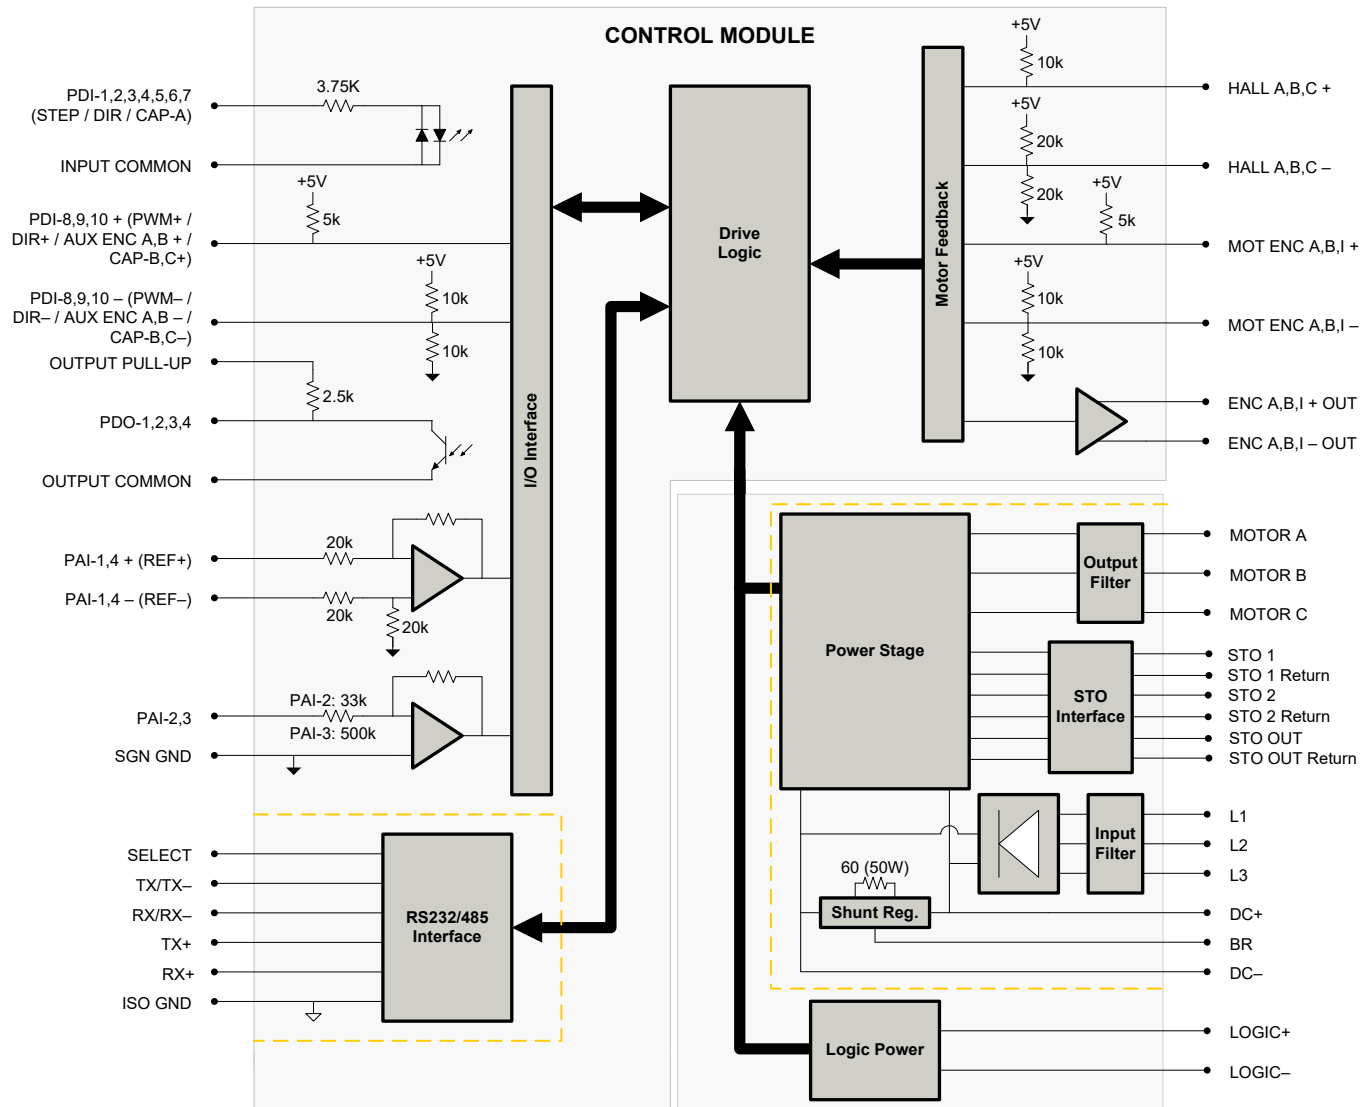 CONTROL MODULE
PDI-1,2,3,4,5,6,7
(STEP / DIR / CAP-A)
3.75K
INPUT COMMON
+5V
5k
PDI-8,9,10 + (PWM+ /
DIR+ / AUX ENC A,B + /
CAP-B,C+)
+5V
10k
10k
PDI-8,9,10 – (PWM– /
DIR– / AUX ENC A,B – /
CAP-B,C–)
OUTPUT PULL-UP
2.5k
PDO-1,2,3,4
OUTPUT COMMON
20k
PAI-1,4 + (REF+)
PAI-1,4 – (REF–)
20k
20k
PAI-2: 33k
PAI-2,3
PAI-3: 500k
SGN GND
I/O Interface
SELECT
TX/TX–
RX/RX–
TX+
RX+
ISO GND
RS232/485
Interface
Drive
Logic
Motor Feedback
+5V
10k
HALL A,B,C +
+5V
20k
HALL A,B,C –
20k
+5V
5k
MOT ENC A,B,I +
+5V
10k
MOT ENC A,B,I –
10k
ENC A,B,I + OUT
ENC A,B,I – OUT
Power Stage
Output
Filter
MOTOR A
MOTOR B
MOTOR C
STO
Interface
STO 1
STO 1 Return
STO 2
STO 2 Return
STO OUT
STO OUT Return
Input
Filter
L1
L2
L3
60 (50W)
Shunt Reg.
DC+
BR
DC–
Logic Power
LOGIC+
LOGIC–